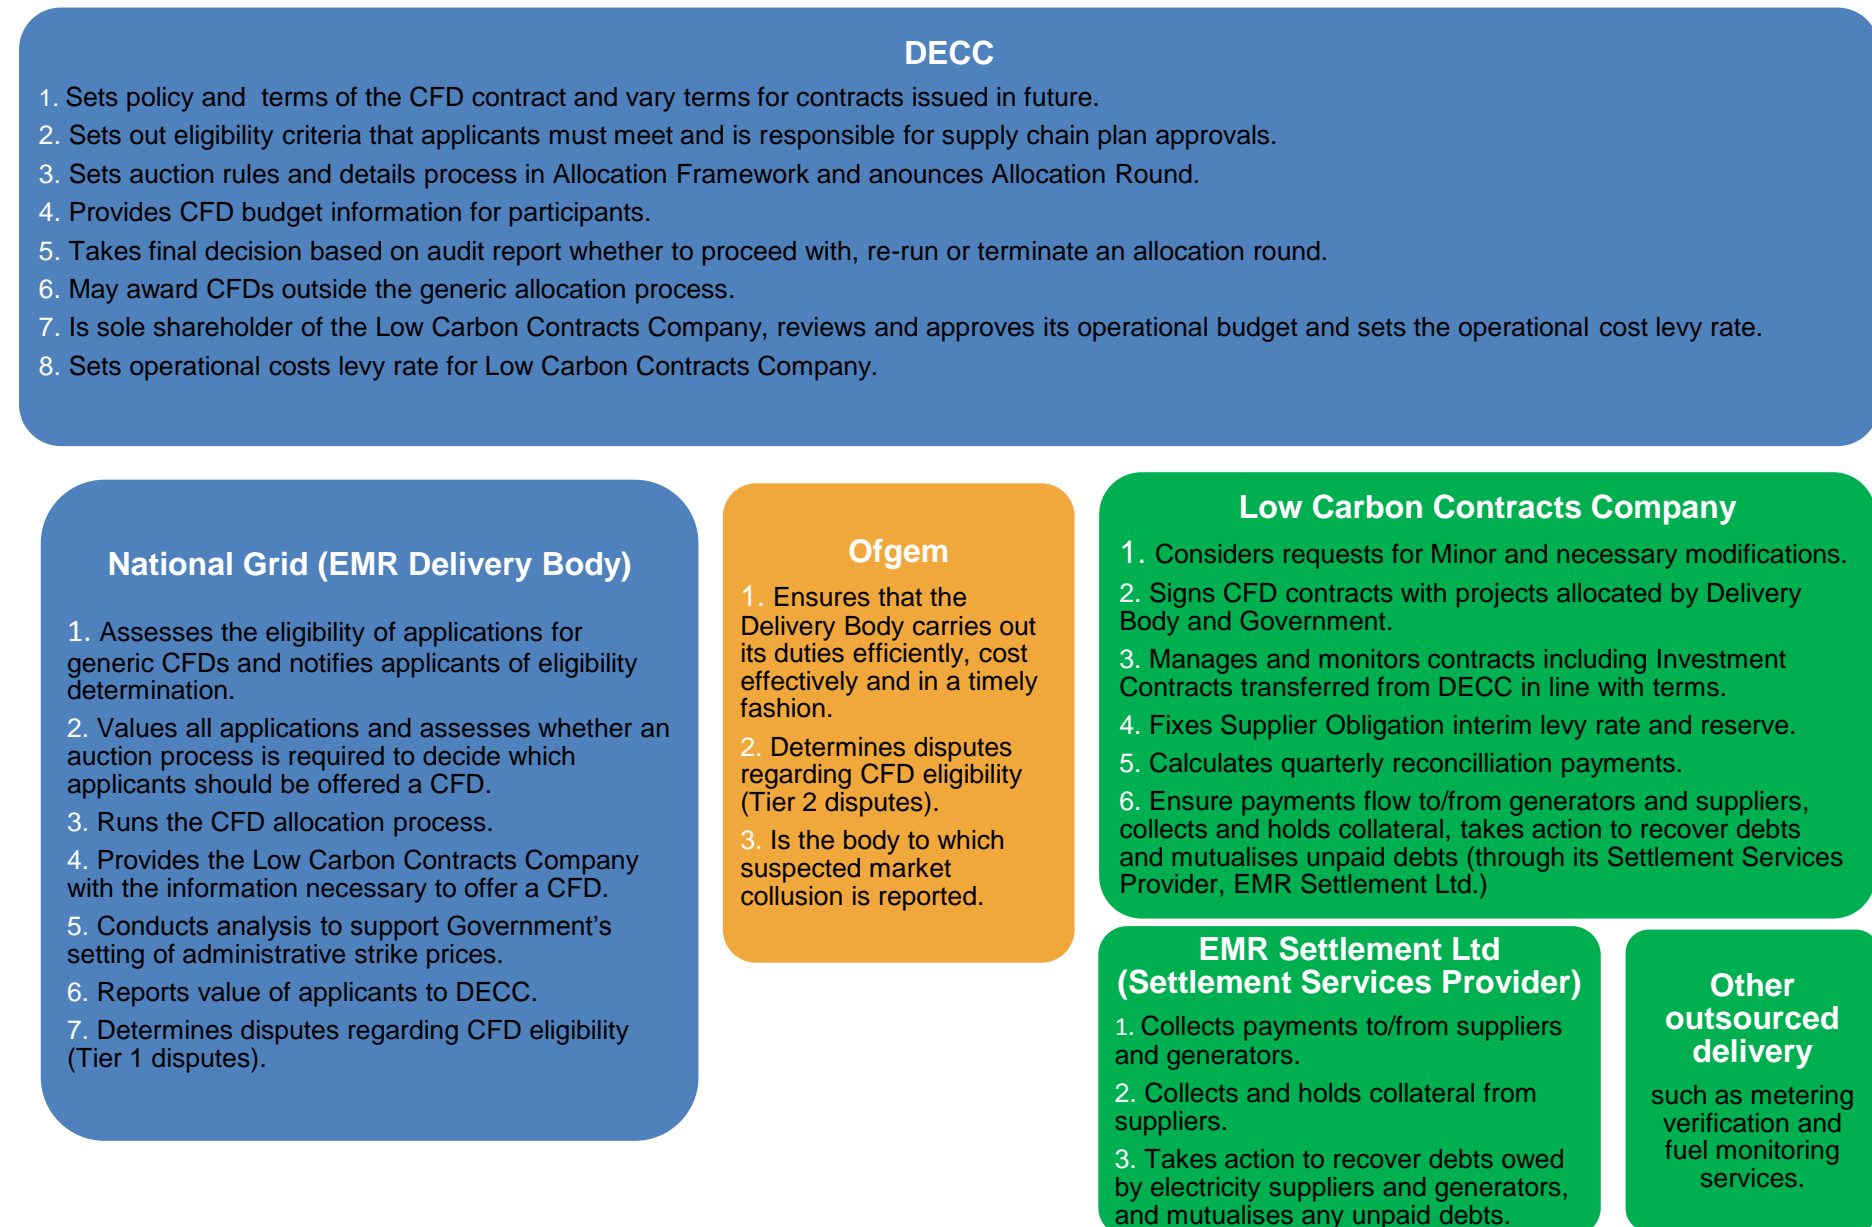 DECC
1. Sets policy and  terms of the CFD contract and vary terms for contracts issued in future.
2. Sets out eligibility criteria that applicants must meet and is responsible for supply chain plan approvals.
3. Sets auction rules and details process in Allocation Framework and anounces Allocation Round.
4. Provides CFD budget information for participants.
5. Takes final decision based on audit report whether to proceed with, re-run or terminate an allocation round.
6. May award CFDs outside the generic allocation process.
7. Is sole shareholder of the Low Carbon Contracts Company, reviews and approves its operational budget and sets the operational cost levy rate.
8. Sets operational costs levy rate for Low Carbon Contracts Company.
National Grid (EMR Delivery Body)
1. Assesses the eligibility of applications for
generic CFDs and notifies applicants of eligibility
determination.
2. Values all applications and assesses whether an
auction process is required to decide which
applicants should be offered a CFD.
3. Runs the CFD allocation process.
4. Provides the Low Carbon Contracts Company
with the information necessary to offer a CFD.
5. Conducts analysis to support Government’s
setting of administrative strike prices.
6. Reports value of applicants to DECC.
7. Determines disputes regarding CFD eligibility
(Tier 1 disputes).
Ofgem
1. Ensures that the
Delivery Body carries out
its duties efficiently, cost
effectively and in a timely
fashion.
2. Determines disputes
regarding CFD eligibility
(Tier 2 disputes).
3. Is the body to which
suspected market
collusion is reported.
Low Carbon Contracts Company
1. Considers requests for Minor and necessary modifications.
2. Signs CFD contracts with projects allocated by Delivery
Body and Government.
3. Manages and monitors contracts including Investment
Contracts transferred from DECC in line with terms.
4. Fixes Supplier Obligation interim levy rate and reserve.
5. Calculates quarterly reconcilliation payments.
6. Ensure payments flow to/from generators and suppliers,
collects and holds collateral, takes action to recover debts
and mutualises unpaid debts (through its Settlement Services
Provider, EMR Settlement Ltd.)
EMR Settlement Ltd
(Settlement Services Provider)
1. Collects payments to/from suppliers
and generators.
2. Collects and holds collateral from
suppliers.
3. Takes action to recover debts owed
by electricity suppliers and generators,
and mutualises any unpaid debts.
Other
outsourced
delivery
such as metering
verification and
fuel monitoring
services.